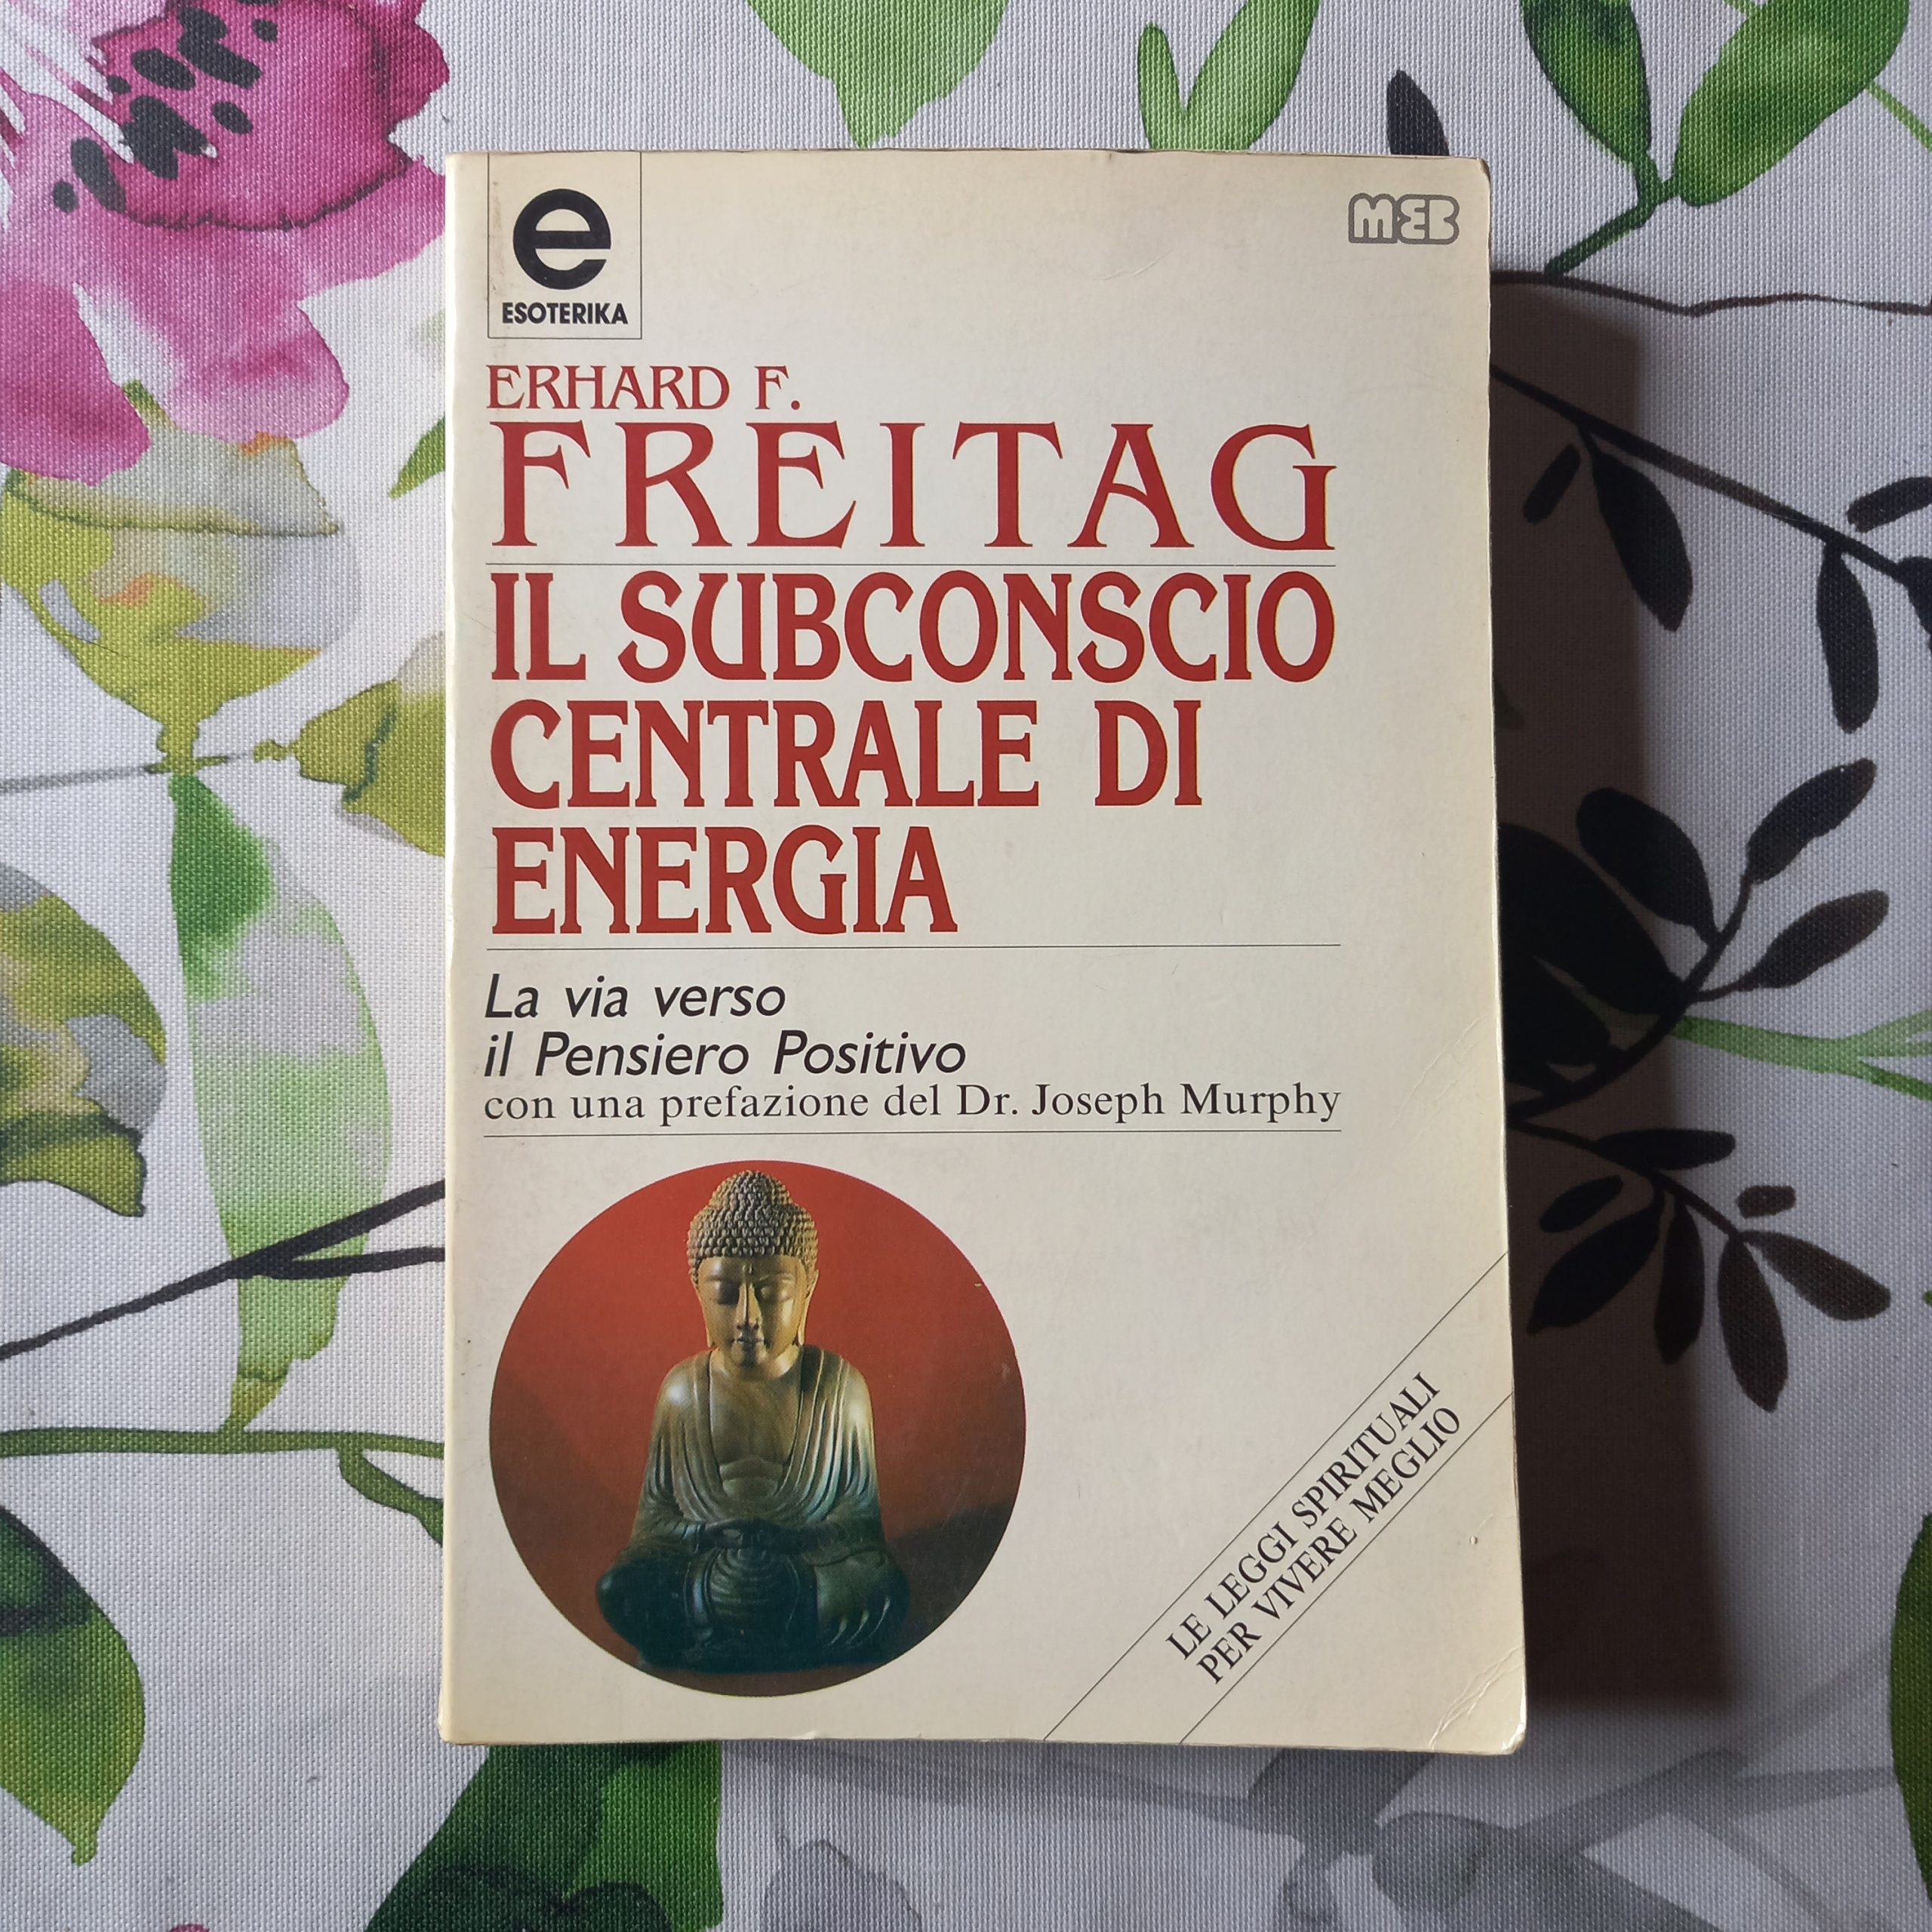 e
ESOTERIKA
MEB
ERHARD F.
FREITAG
IL SUBCONSCIO
CENTRALE DI
ENERGIA
La via verso
il Pensiero Positivo
con una prefazione del Dr. Joseph Murphy
LE LEGGI SPIRITUALI
PER VIVERE MEGLIO